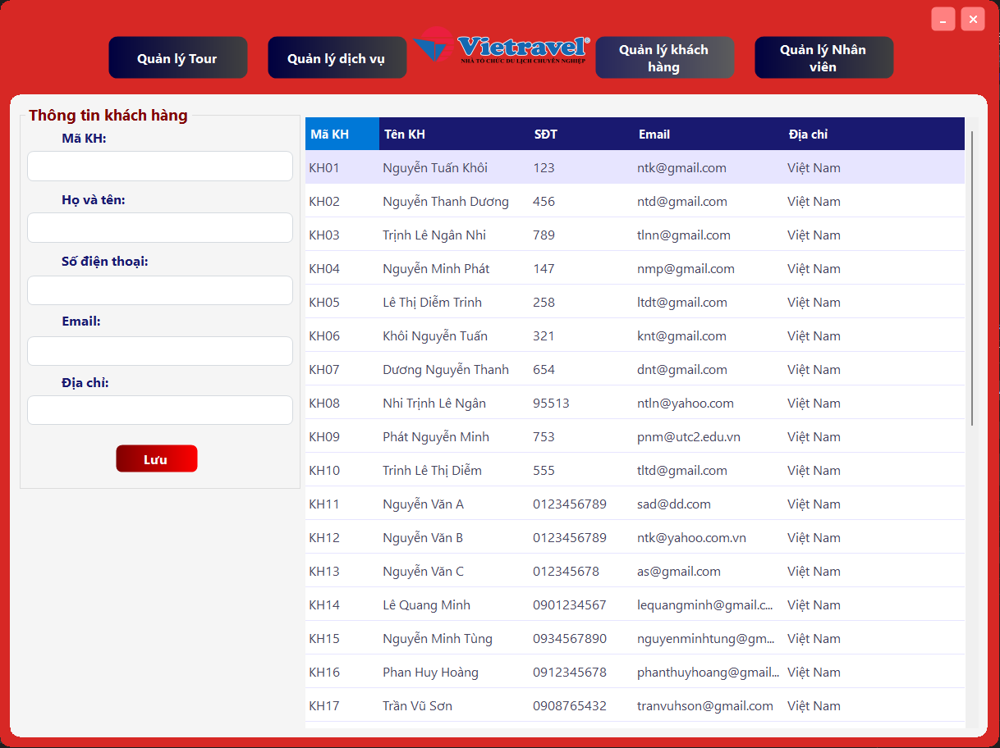 Quản lý Tour
Quản lý dịch vụ
Vietravel®
NHÀ TỔ CHỨC DU LỊCH CHUYÊN NGHIỆP
Quản lý khách
hàng
Quản lý Nhân
viên
Thông tin khách hàng
Mã KH:
Họ và tên:
Số điện thoại:
Email:
Địa chỉ:
Lưu
Mã KH Tên KH SĐT Email Địa chỉ
KH01 Nguyễn Tuấn Khôi 123 ntk@gmail.com Việt Nam
KH02 Nguyễn Thanh Dương 456 ntd@gmail.com Việt Nam
KH03 Trịnh Lê Ngân Nhi 789 tlnn@gmail.com Việt Nam
KH04 Nguyễn Minh Phát 147 nmp@gmail.com Việt Nam
KH05 Lê Thị Diễm Trinh 258 ltdt@gmail.com Việt Nam
KH06 Khôi Nguyễn Tuấn 321 knt@gmail.com Việt Nam
KH07 Dương Nguyễn Thanh 654 dnt@gmail.com Việt Nam
KH08 Nhi Trịnh Lê Ngân 95513 ntln@yahoo.com Việt Nam
KH09 Phát Nguyễn Minh 753 pnm@utc2.edu.vn Việt Nam
KH10 Trinh Lê Thị Diễm 555 tltd@gmail.com Việt Nam
KH11 Nguyễn Văn A 0123456789 sad@dd.com Việt Nam
KH12 Nguyễn Văn B 0123456789 ntk@yahoo.com.vn Việt Nam
KH13 Nguyễn Văn C 012345678 as@gmail.com Việt Nam
KH14 Lê Quang Minh 0901234567 lequangminh@gmail.c... Việt Nam
KH15 Nguyễn Minh Tùng 0934567890 nguyenminhtung@gm... Việt Nam
KH16 Phan Huy Hoàng 0912345678 phanthuyhoang@gmail... Việt Nam
KH17 Trần Vũ Sơn 0908765432 tranvuhson@gmail.com Việt Nam